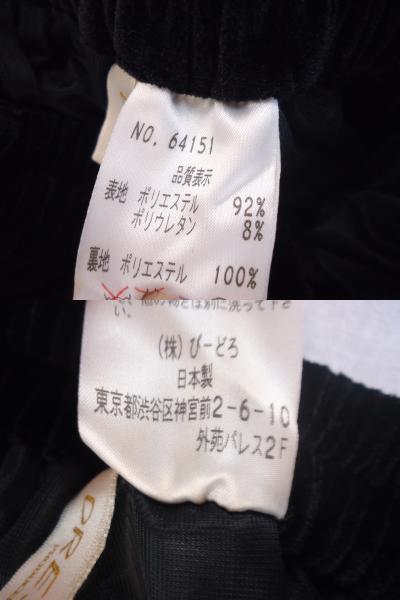 NO. 64151
品質表示
表地 ポリエステル 92%
ポリウレタン 8%
裏地 ポリエステル 100%
い。
(株)びーどろ
日本製
東京都渋谷区神宮前2-6-10
外苑パレス2F
DRE